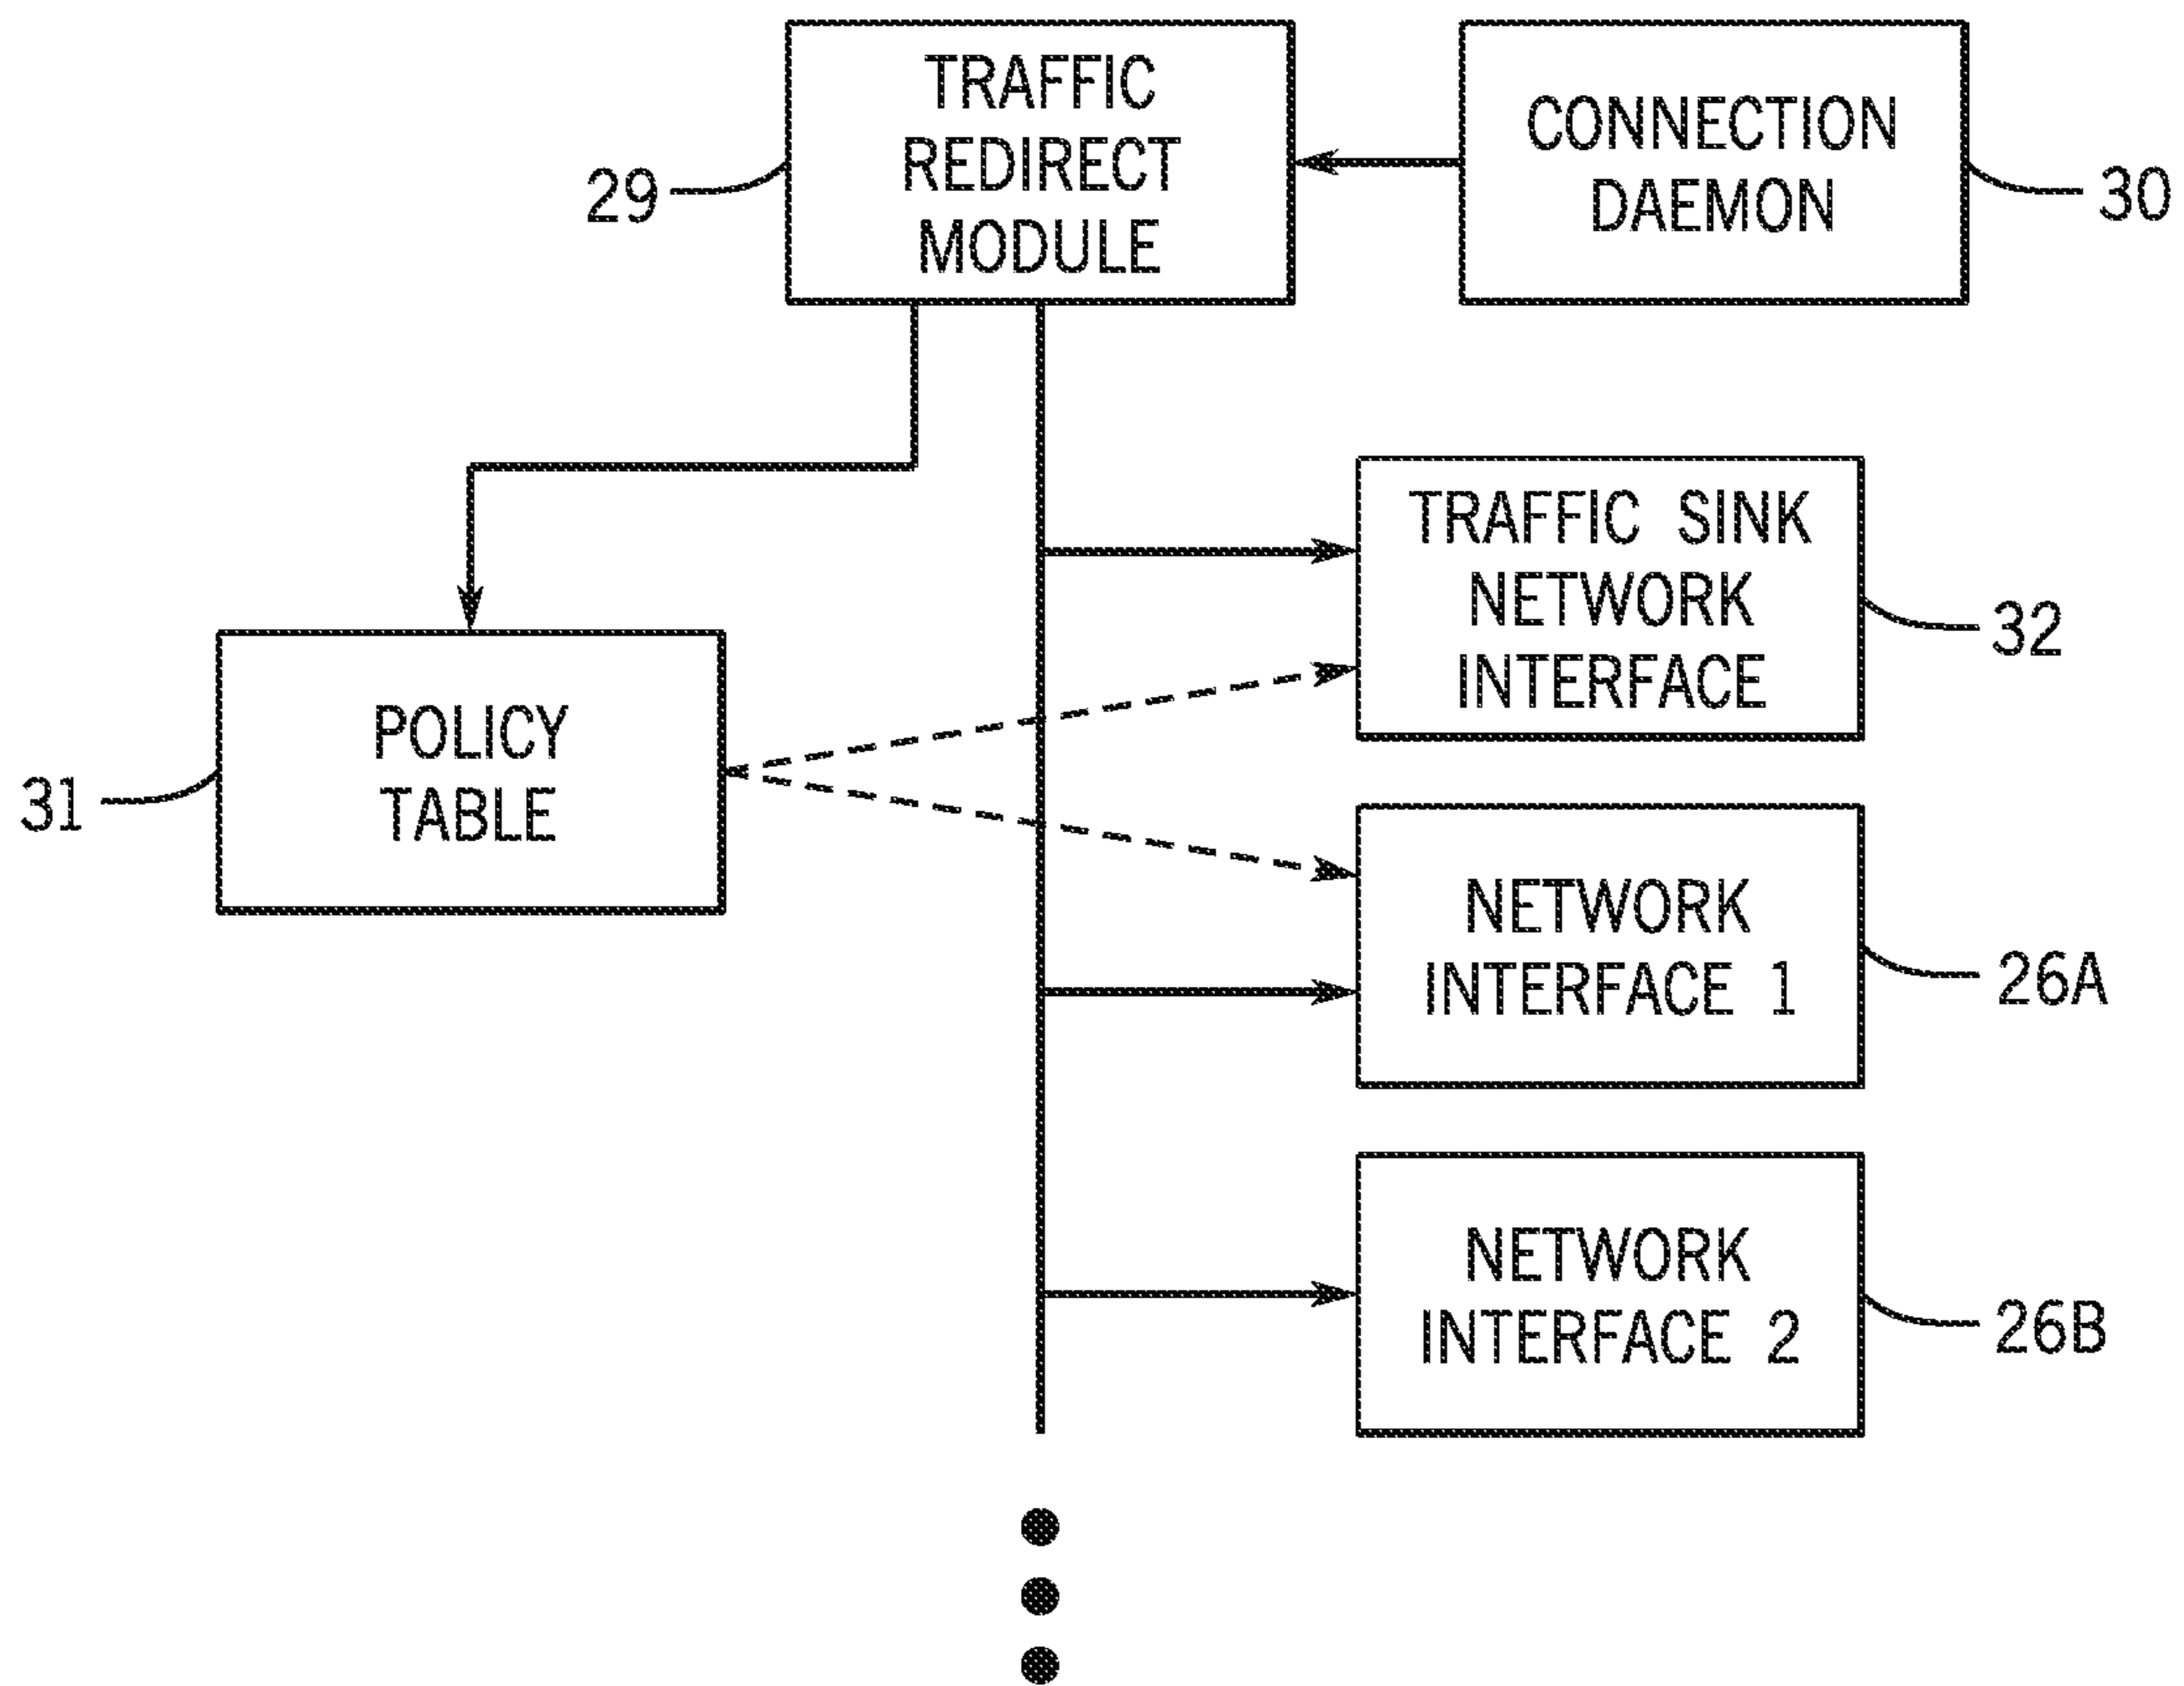 TRAFFIC
REDIRECT
MODULE
29
CONNECTION
DAEMON
30
TRAFFIC SINK
NETWORK
INTERFACE
32
POLICY
TABLE
31
NETWORK
INTERFACE 1
26A
NETWORK
INTERFACE 2
26B